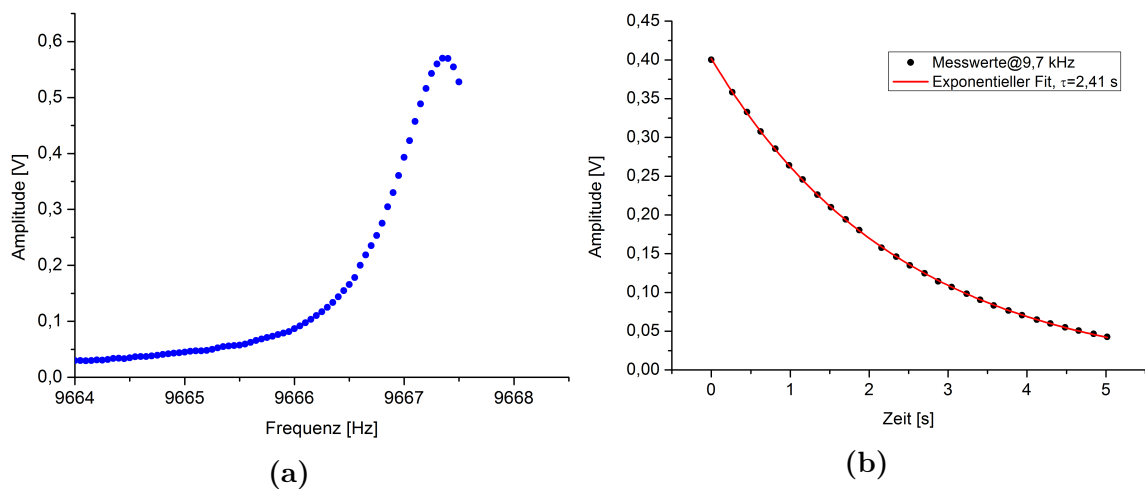 0,6
0,5
0,4
0,3
0,2
0,1
0,0
Amplitude [V]
9664 9665 9666 9667 9668
Frequenz [Hz]
(a)
0,45
0,40
0,35
0,30
0,25
0,20
0,15
0,10
0,05
0,00
Amplitude [V]
Messwerte@9,7 kHz
Exponentieller Fit, τ=2,41 s
0 1 2 3 4 5
Zeit [s]
(b)